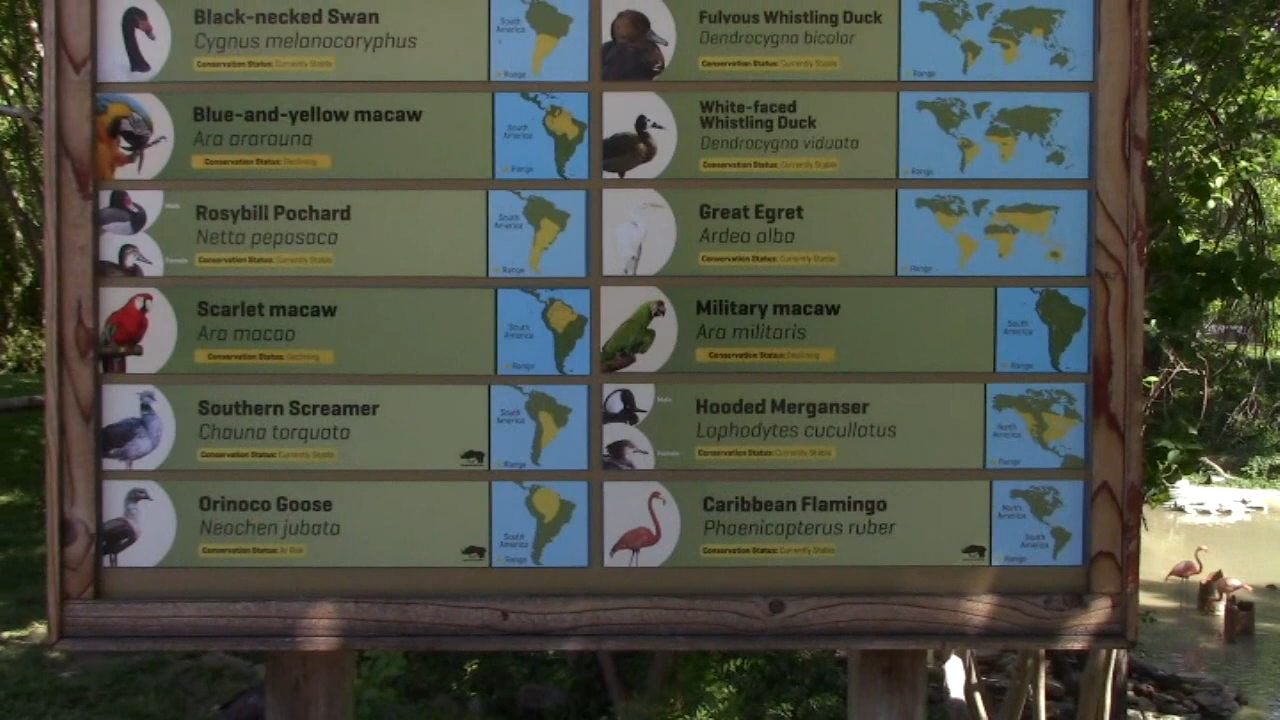 Black-necked Swan
Cygnus melanocoryphus
Conservation Status: Currently Stable
South America
Range
Fulvous Whistling Duck
Dendrocygna bicolor
Conservation Status: Currently Stable
Range
Blue-and-yellow macaw
Ara ararauna
Conservation Status: Declining
South America
Range
White-faced
Whistling Duck
Dendrocygna viduata
Conservation Status: Currently Stable
Range
Male
Rosybill Pochard
Netta peposaca
Female
Conservation Status: Currently Stable
South America
Range
Great Egret
Ardea alba
Conservation Status: Currently Stable
Range
Scarlet macaw
Ara macao
Conservation Status: Declining
South America
Range
Military macaw
Ara militaris
Conservation Status: Declining
South America
Range
Southern Screamer
Chauna torquata
Conservation Status: Currently Stable
South America
Range
Male
Hooded Merganser
Lophodytes cucullatus
Female
Conservation Status: Currently Stable
North America
Range
Orinoco Goose
Neochen jubata
Conservation Status: At Risk
South America
Range
Caribbean Flamingo
Phoenicopterus ruber
Conservation Status: Currently Stable
North America
South America
Range